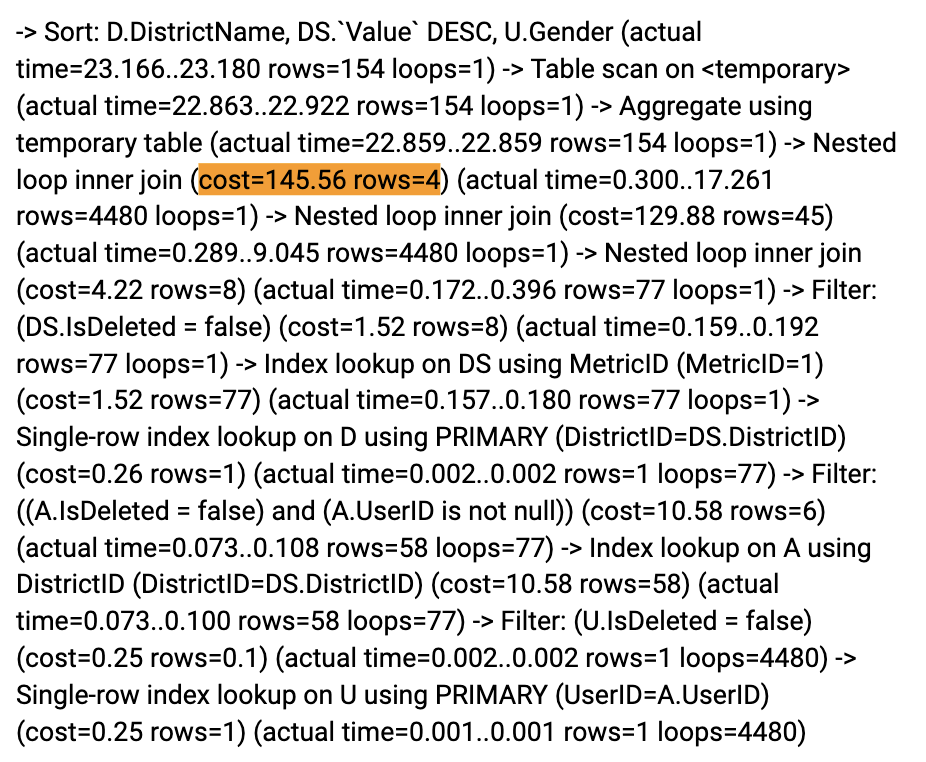 -> Sort: D.DistrictName, DS.`Value` DESC, U.Gender (actual
time=23.166..23.180 rows=154 loops=1) -> Table scan on <temporary>
(actual time=22.863..22.922 rows=154 loops=1) -> Aggregate using
temporary table (actual time=22.859..22.859 rows=154 loops=1) -> Nested
loop inner join (cost=145.56 rows=4) (actual time=0.300..17.261
rows=4480 loops=1) -> Nested loop inner join (cost=129.88 rows=45)
(actual time=0.289..9.045 rows=4480 loops=1) -> Nested loop inner join
(cost=4.22 rows=8) (actual time=0.172..0.396 rows=77 loops=1) -> Filter:
(DS.IsDeleted = false) (cost=1.52 rows=8) (actual time=0.159..0.192
rows=77 loops=1) -> Index lookup on DS using MetricID (MetricID=1)
(cost=1.52 rows=77) (actual time=0.157..0.180 rows=77 loops=1) ->
Single-row index lookup on D using PRIMARY (DistrictID=DS.DistrictID)
(cost=0.26 rows=1) (actual time=0.002..0.002 rows=1 loops=77) -> Filter:
((A.IsDeleted = false) and (A.UserID is not null)) (cost=10.58 rows=6)
(actual time=0.073..0.108 rows=58 loops=77) -> Index lookup on A using
DistrictID (DistrictID=DS.DistrictID) (cost=10.58 rows=58) (actual
time=0.073..0.100 rows=58 loops=77) -> Filter: (U.IsDeleted = false)
(cost=0.25 rows=0.1) (actual time=0.002..0.002 rows=1 loops=4480) ->
Single-row index lookup on U using PRIMARY (UserID=A.UserID)
(cost=0.25 rows=1) (actual time=0.001..0.001 rows=1 loops=4480)